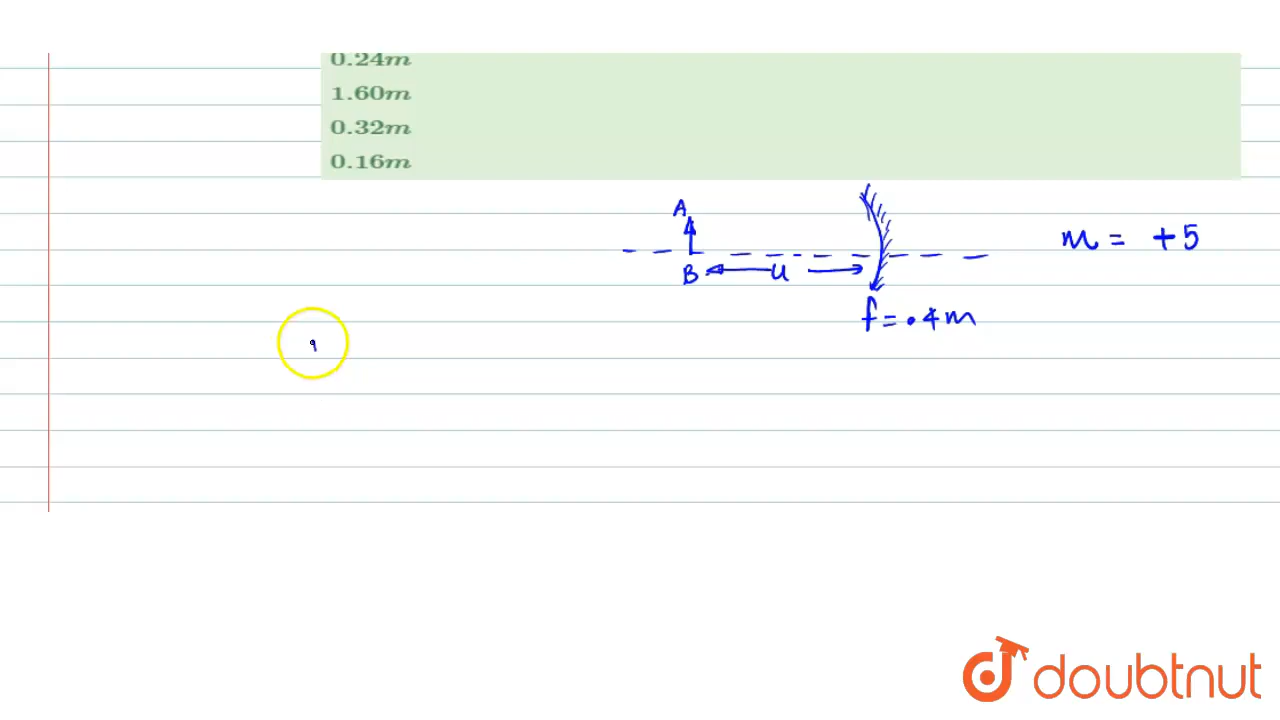 0.24m
1.60m
0.32m
0.16m
A
m = +5
B
u
f = .4m
doubtnut